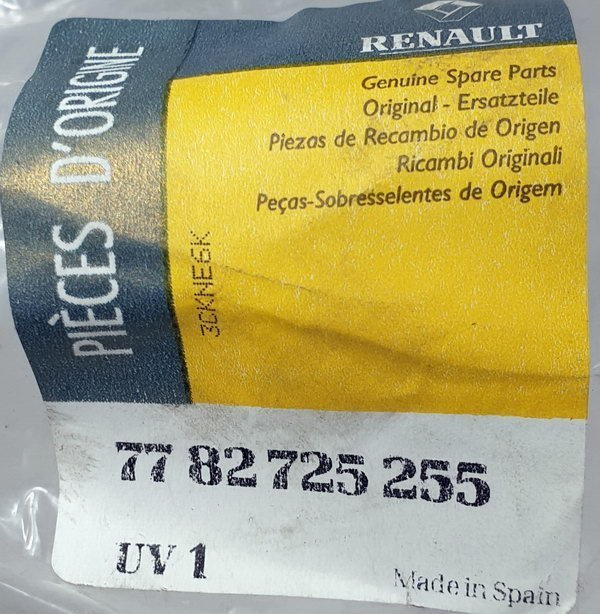 RENAULT
PIÈCES D'ORIGINE
Genuine Spare Parts
Original - Ersatzteile
Piezas de Recambio de Origen
Ricambi Originali
Peças-Sobresselentes de Origem
3CKNE6K
77 82 725 255
UV 1
Made in Spain